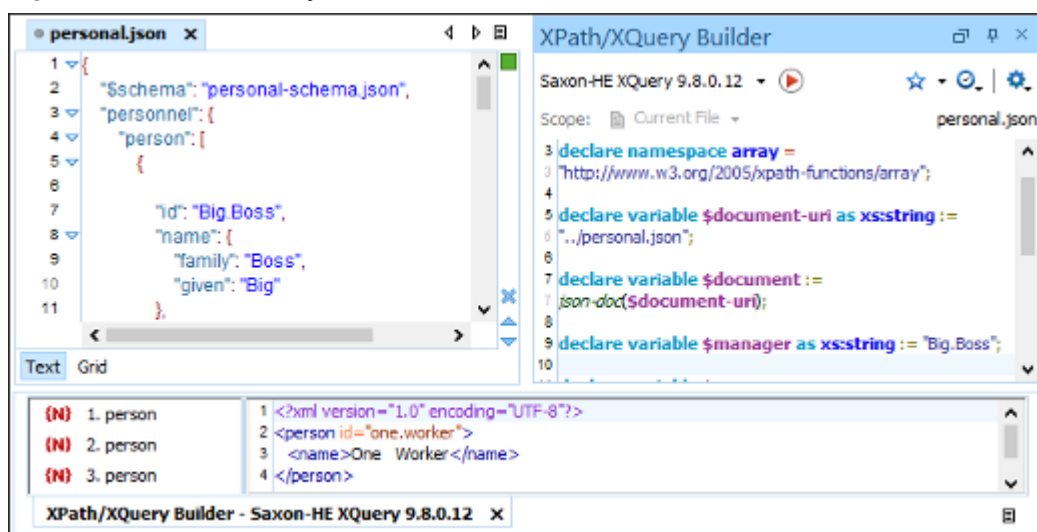 personal.json x
1 {
2 "$schema": "personal-schema.json",
3 "personnel": {
4 "person": [
5 {
6
7 "id": "Big.Boss",
8 "name": {
9 "family": "Boss",
10 "given": "Big"
11 },
Text Grid
XPath/XQuery Builder
Saxon-HE XQuery 9.8.0.12
Scope: Current File personal.json
3 declare namespace array =
3 "http://www.w3.org/2005/xpath-functions/array";
4
5 declare variable $document-uri as xs:string :=
6 "../personal.json";
6
7 declare variable $document :=
7 json-doc($document-uri);
8
9 declare variable $manager as xs:string := "Big.Boss";
10
{N} 1. person
{N} 2. person
{N} 3. person
1 <?xml version="1.0" encoding="UTF-8"?>
2 <person id="one.worker">
3 <name>One Worker</name>
4 </person>
XPath/XQuery Builder - Saxon-HE XQuery 9.8.0.12 x